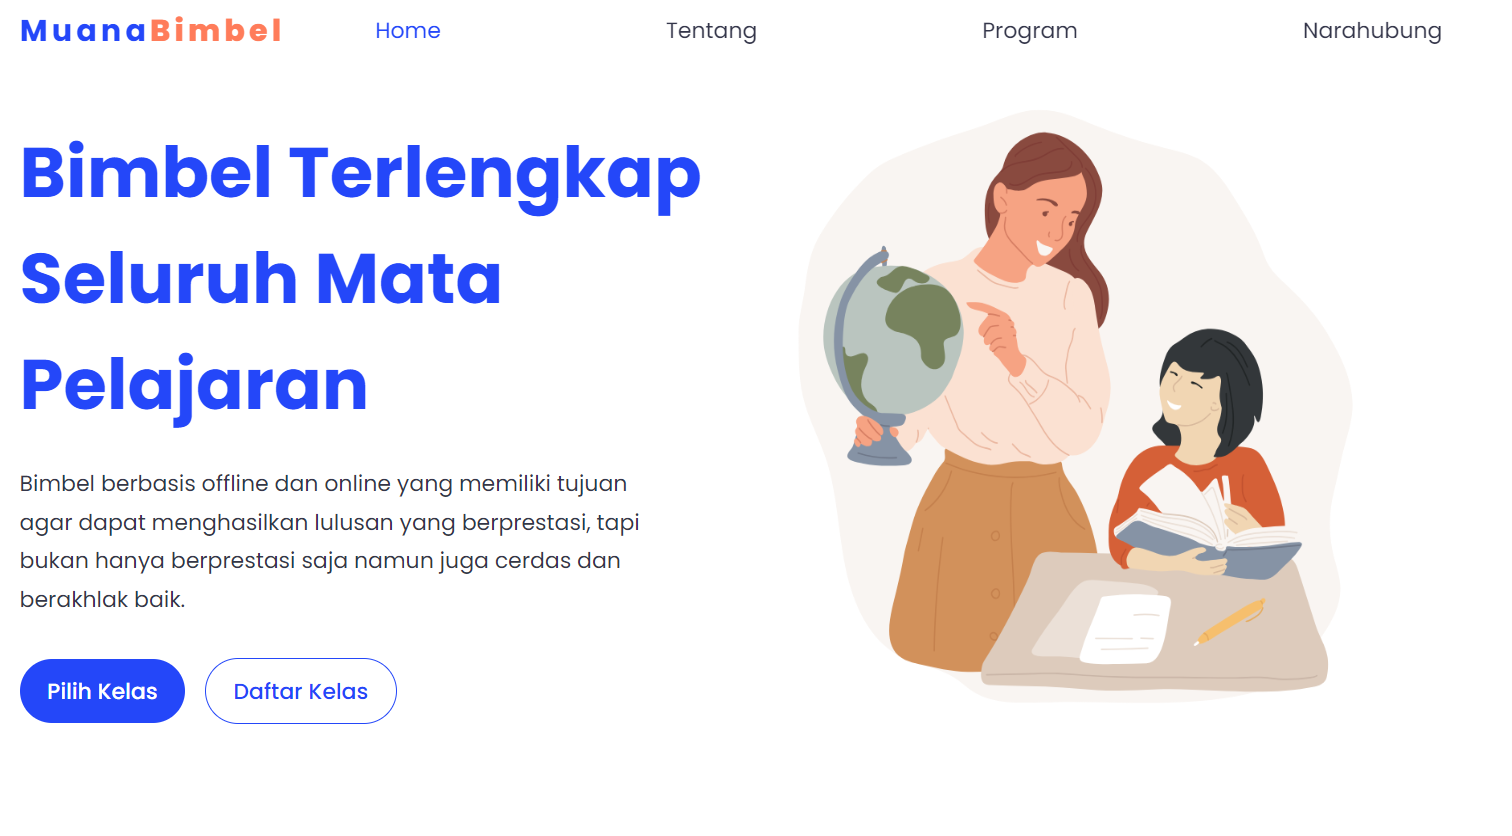 MuanaBimbel
Home
Tentang
Program
Narahubung
Bimbel Terlengkap
Seluruh Mata
Pelajaran
Bimbel berbasis offline dan online yang memiliki tujuan
agar dapat menghasilkan lulusan yang berprestasi, tapi
bukan hanya berprestasi saja namun juga cerdas dan
berakhlak baik.
Pilih Kelas
Daftar Kelas